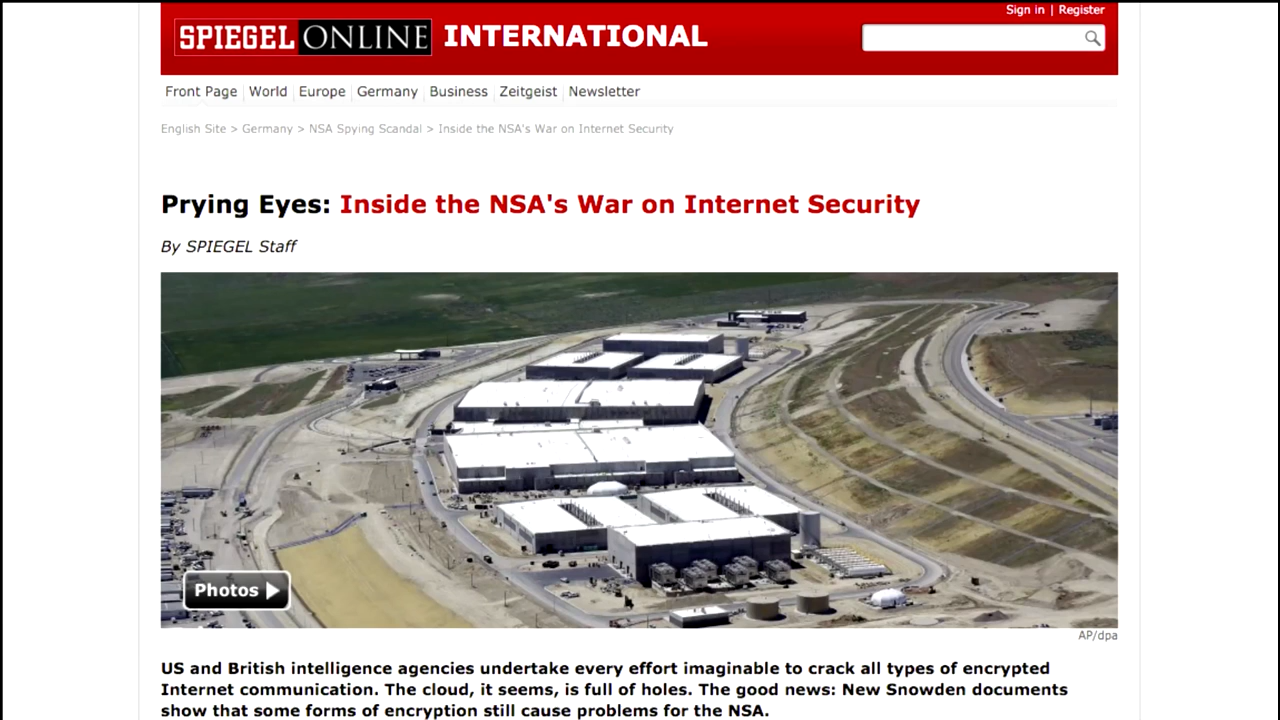 Sign in | Register
SPIEGEL ONLINE INTERNATIONAL
Front Page | World | Europe | Germany | Business | Zeitgeist | Newsletter
English Site > Germany > NSA Spying Scandal > Inside the NSA's War on Internet Security
Prying Eyes: Inside the NSA's War on Internet Security
By SPIEGEL Staff
Photos
AP/dpa
US and British intelligence agencies undertake every effort imaginable to crack all types of encrypted
Internet communication. The cloud, it seems, is full of holes. The good news: New Snowden documents
show that some forms of encryption still cause problems for the NSA.